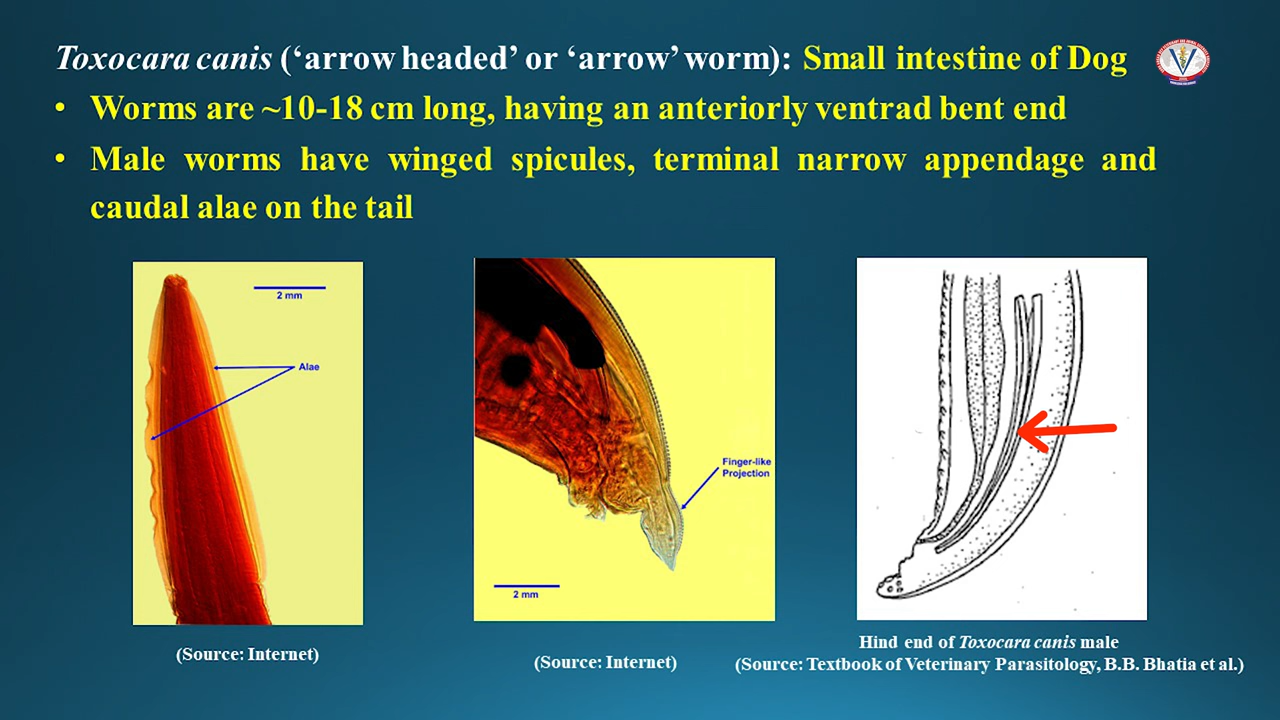 Toxocara canis (‘arrow headed’ or ‘arrow’ worm): Small intestine of Dog
• Worms are ~10-18 cm long, having an anteriorly ventrad bent end
• Male worms have winged spicules, terminal narrow appendage and
caudal alae on the tail
2 mm
Alae
(Source: Internet)
Finger-like
Projection
2 mm
(Source: Internet)
Hind end of Toxocara canis male
(Source: Textbook of Veterinary Parasitology, B.B. Bhatia et al.)